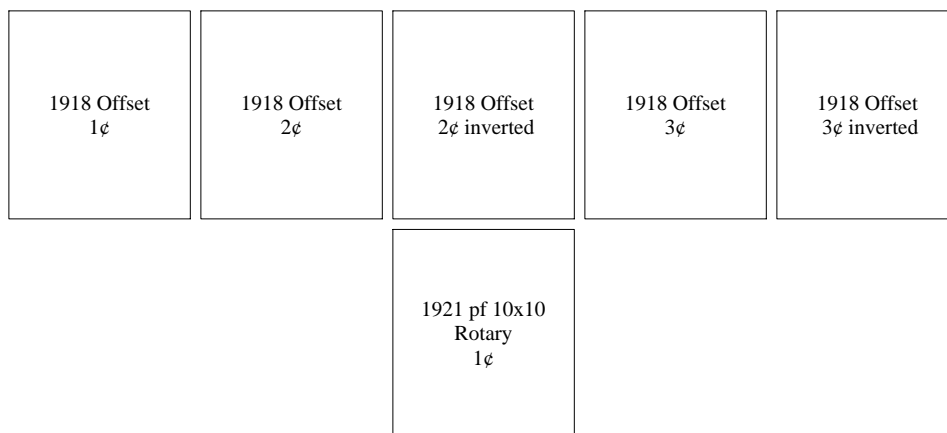 1918 Offset
1¢
1918 Offset
2¢
1918 Offset
2¢ inverted
1918 Offset
3¢
1918 Offset
3¢ inverted
1921 pf 10x10
Rotary
1¢